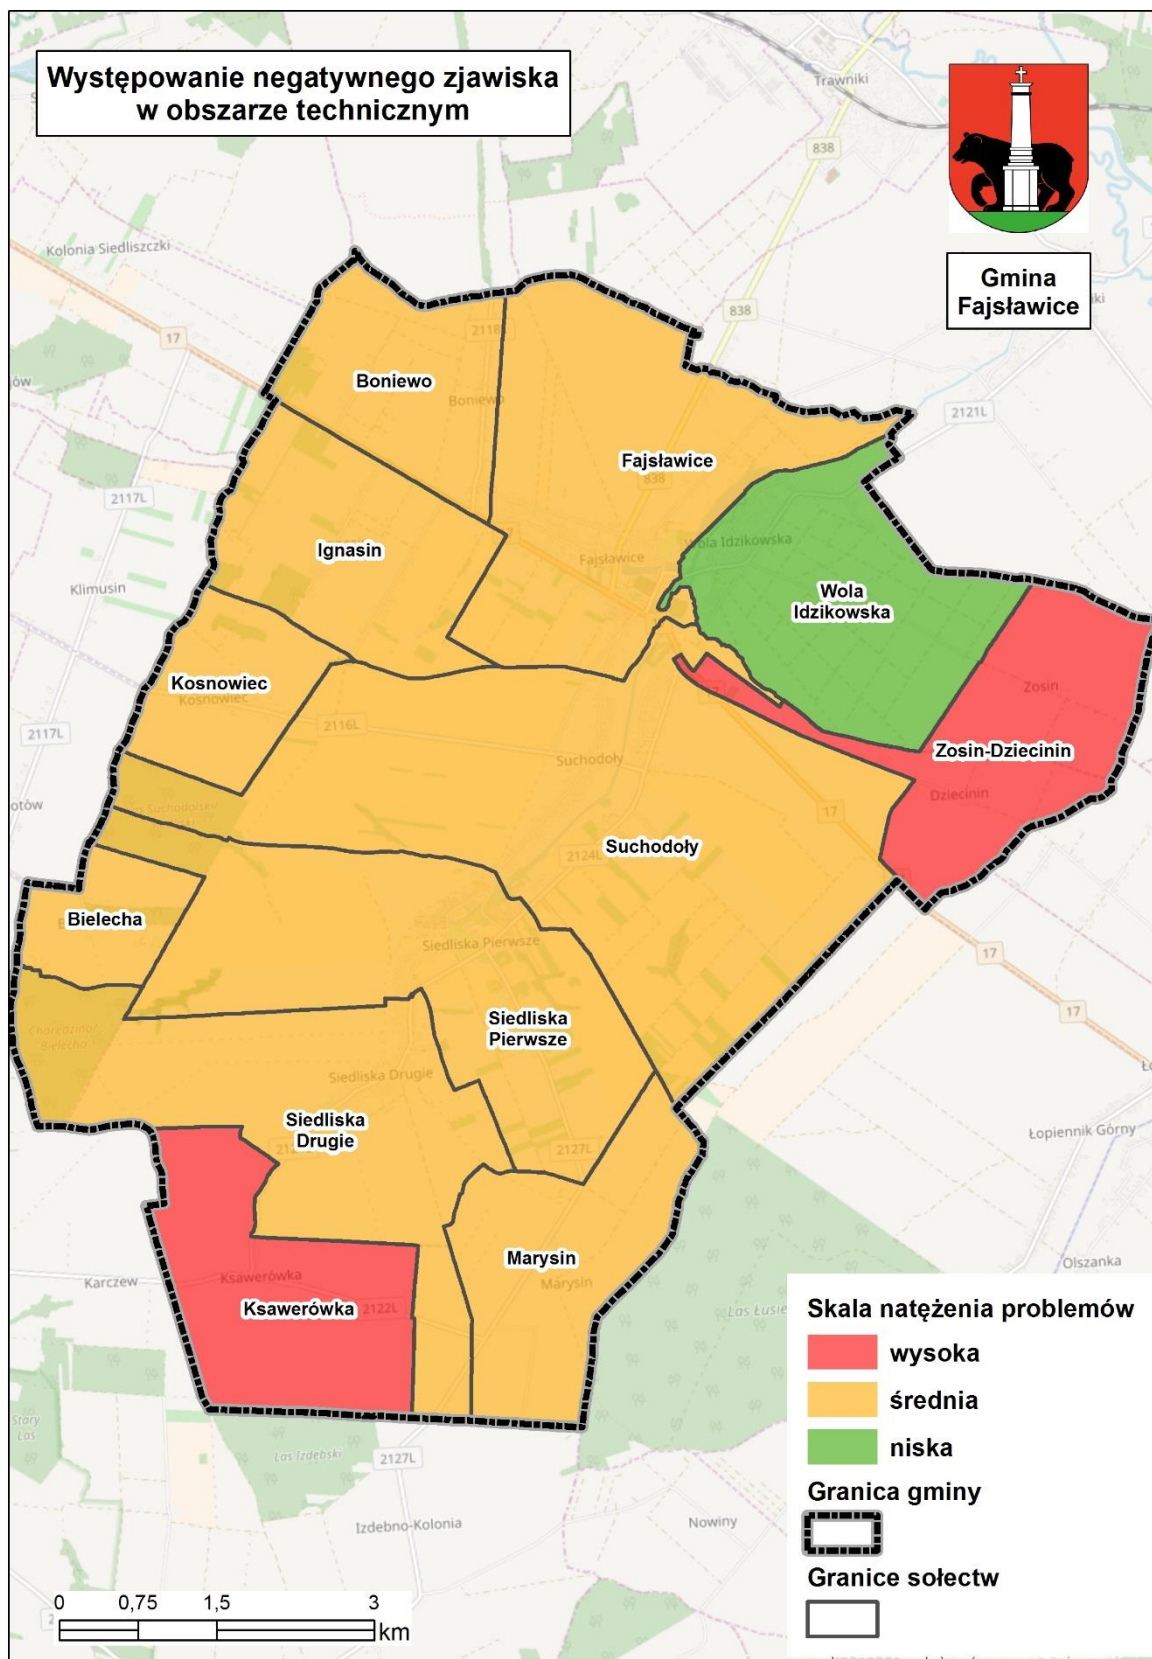 Występowanie negatywnego zjawiska
w obszarze technicznym
Trawniki
838
Gmina
Fajsławice
Kolonia Siedliszczki
17
2118L
838
Boniewo
Boniewo
2121L
Fajsławice
838
2117L
Ignasin
17
Fajsławice
Wola Idzikowska
Klimusin
Wola
Idzikowska
Kosnowiec
Kosnowiec
Zosin
2117L
2116L
17
Zosin-Dziecinin
Suchodoły
Dziecinin
17
Suchodoły
2124L
Bielecha
Siedliska Pierwsze
17
17
Siedliska
Pierwsze
Siedliska Drugie
Siedliska
Drugie
2127L
Łopiennik Górny
Marysin
Marysin
Olszanka
Karczew
Ksawerówka
Ksawerówka
2122L
Las Łusie
Skala natężenia problemów
wysoka
średnia
niska
Stary
Las
Las Izdebski
2127L
Granica gminy
Izdebno-Kolonia
Nowiny
Granice sołectw
0 0,75 1,5 3
km